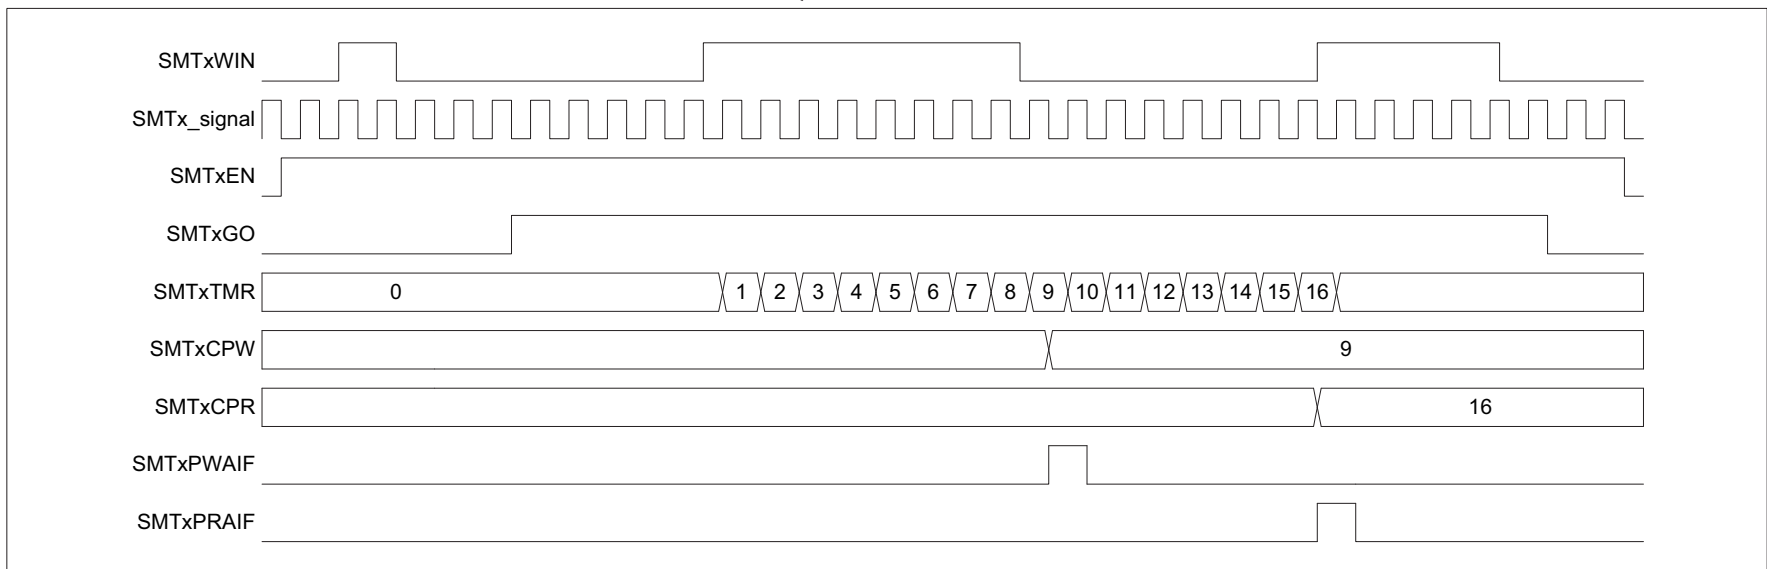 SMTxWIN
SMTx_signal
SMTxEN
SMTxGO
SMTxTMR 0 1 2 3 4 5 6 7 8 9 10 11 12 13 14 15 16
SMTxCPW 9
SMTxCPR 16
SMTxPWAIF
SMTxPRAIF